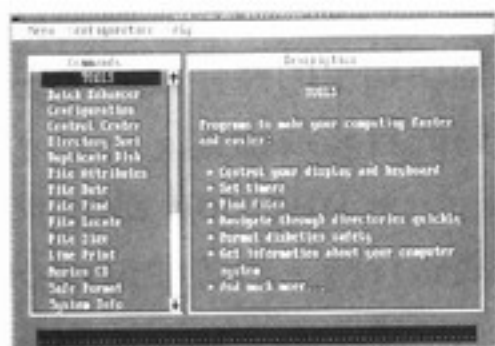 Menu Configuration
Commands
TOOLS
Batch Enhancer
Configuration
Control Center
Directory Sort
Duplicate Disk
File Attributes
File Date
File Find
File Locate
File Size
Line Print
Norton CD
Safe Format
System Info
Description
TOOLS
Programs to make your computing faster
and easier:
Control your display and keyboard
Set timers
Find files
Navigate through directories quickly
Format diskettes safely
Get information about your computer
system
And much more...